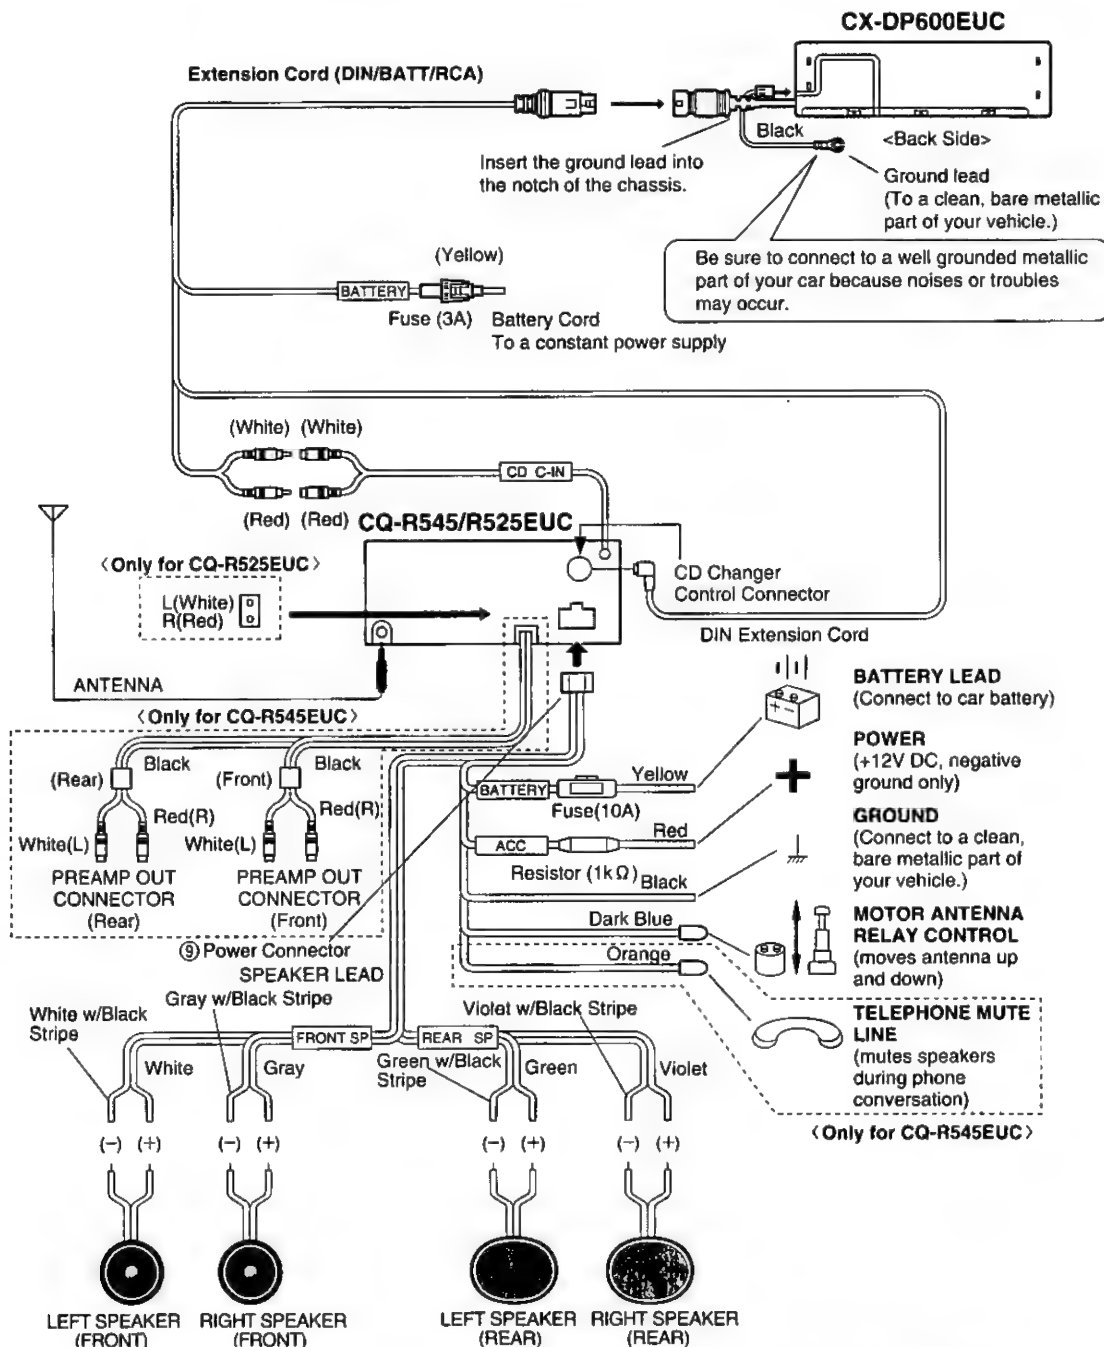 CX-DP600EUC
Extension Cord (DIN/BATT/RCA)
Black
<Back Side>
Insert the ground lead into
the notch of the chassis.
Ground lead
(To a clean, bare metallic
part of your vehicle.)
Be sure to connect to a well grounded metallic
part of your car because noises or troubles
may occur.
(Yellow)
BATTERY
Fuse (3A)
Battery Cord
To a constant power supply
(White) (White)
CD C-IN
(Red) (Red)
CQ-R545/R525EUC
<Only for CQ-R525EUC>
L(White)
R(Red)
CD Changer
Control Connector
DIN Extension Cord
ANTENNA
<Only for CQ-R545EUC>
(Rear)
Black
(Front)
Black
Red(R)
Red(R)
White(L)
White(L)
PREAMP OUT
CONNECTOR
(Rear)
PREAMP OUT
CONNECTOR
(Front)
⑨ Power Connector
BATTERY
Yellow
Fuse(10A)
+ -
BATTERY LEAD
(Connect to car battery)
ACC
Red
Resistor (1kΩ)
POWER
(+12V DC, negative
ground only)
Black
GROUND
(Connect to a clean,
bare metallic part of
your vehicle.)
Dark Blue
MOTOR ANTENNA
RELAY CONTROL
(moves antenna up
and down)
Orange
TELEPHONE MUTE
LINE
(mutes speakers
during phone
conversation)
<Only for CQ-R545EUC>
SPEAKER LEAD
White w/Black
Stripe
Gray w/Black Stripe
Violet w/Black Stripe
FRONT SP
REAR SP
White
Gray
Green w/Black
Stripe
Green
Violet
(−) (+)
(−) (+)
(−) (+)
(−) (+)
LEFT SPEAKER
(FRONT)
RIGHT SPEAKER
(FRONT)
LEFT SPEAKER
(REAR)
RIGHT SPEAKER
(REAR)